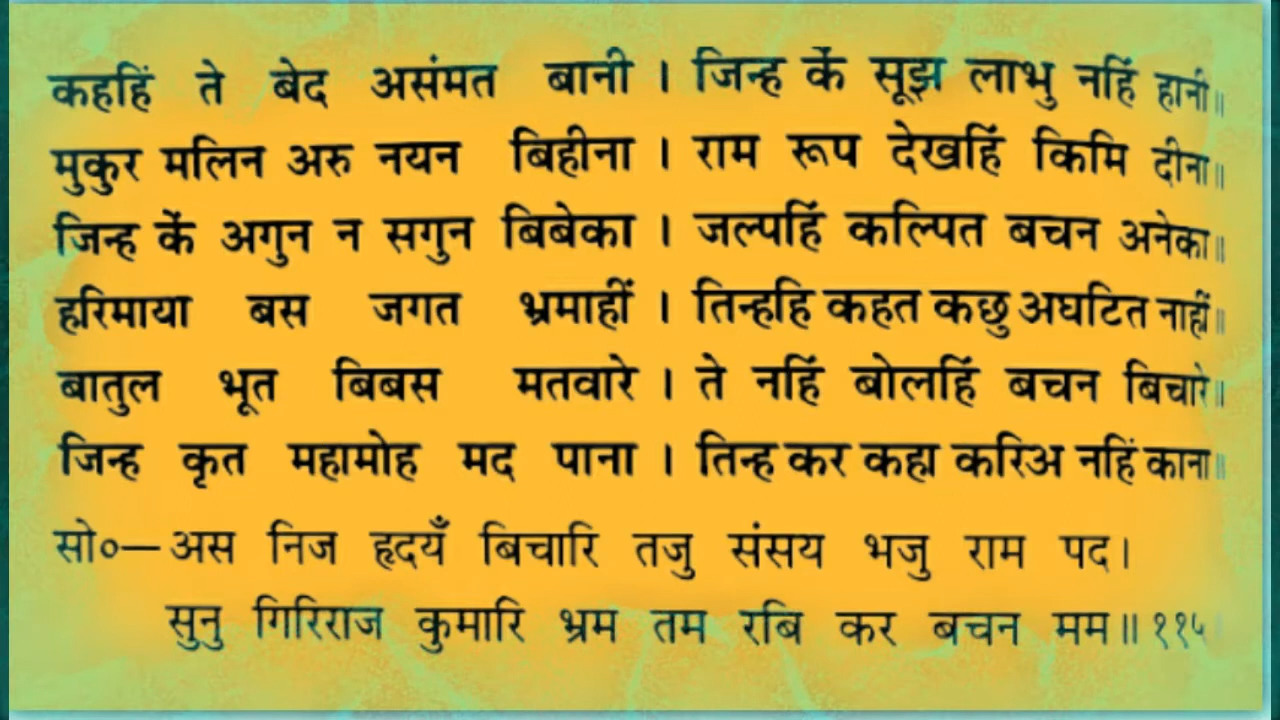 कहहिं ते बेद असंमत बानी । जिन्ह कें सूझ लाभु नहिं हानी॥
मुकुर मलिन अरु नयन बिहीना । राम रूप देखहिं किमि दीना॥
जिन्ह कें अगुन न सगुन बिबेका । जल्पहिं कल्पित बचन अनेका॥
हरिमाया बस जगत भ्रमाहीं । तिन्हहि कहत कछु अघटित नाहीं॥
बातुल भूत बिबस मतवारे । ते नहिं बोलहिं बचन बिचारे॥
जिन्ह कृत महामोह मद पाना । तिन्ह कर कहा करिअ नहिं काना॥
सो०— अस निज हृदयँ बिचारि तजु संसय भजु राम पद।
सुनु गिरिराज कुमारि भ्रम तम रबि कर बचन मम॥ ११५